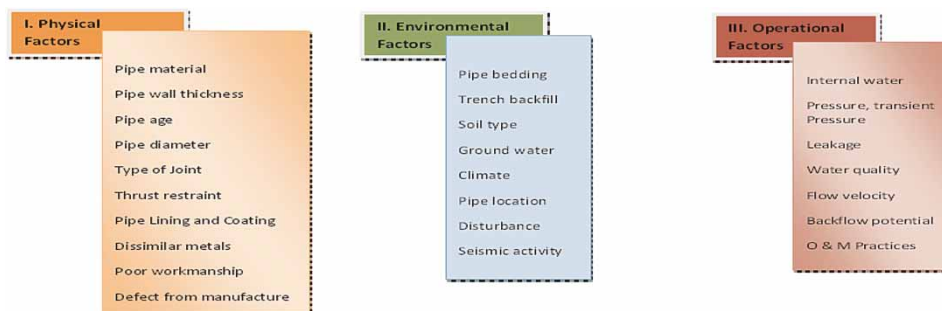 I. Physical
Factors
Pipe material
Pipe wall thickness
Pipe age
Pipe diameter
Type of Joint
Thrust restraint
Pipe Lining and Coating
Dissimilar metals
Poor workmanship
Defect from manufacture
II. Environmental
Factors
Pipe bedding
Trench backfill
Soil type
Ground water
Climate
Pipe location
Disturbance
Seismic activity
III. Operational
Factors
Internal water
Pressure, transient
Pressure
Leakage
Water quality
Flow velocity
Backflow potential
O & M Practices